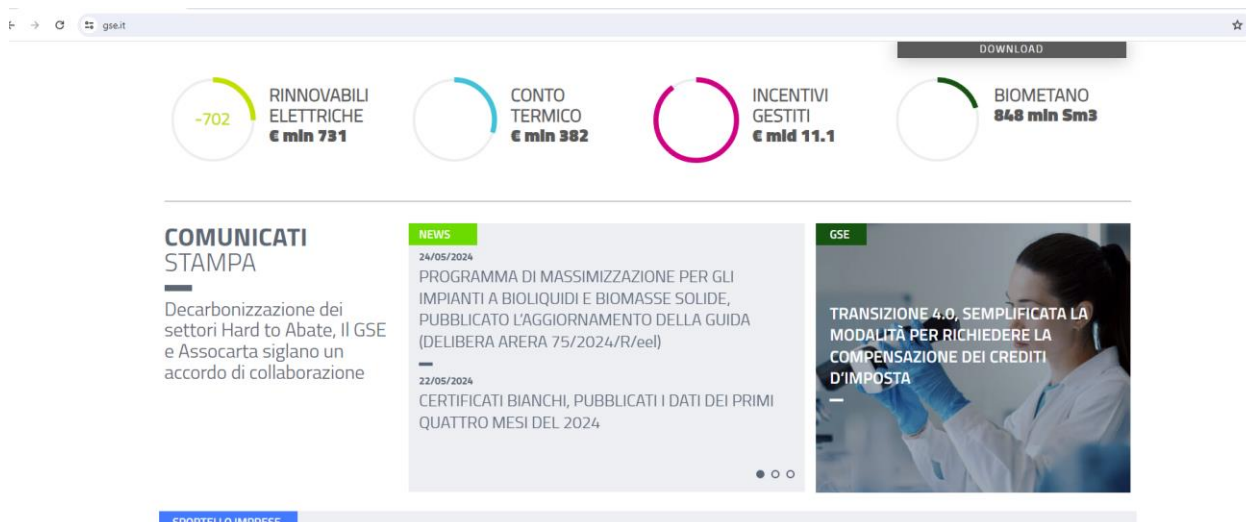 gse.it
DOWNLOAD
-702
RINNOVABILI
ELETTRICHE
€ mln 731
CONTO
TERMICO
€ mln 382
INCENTIVI
GESTITI
€ mld 11.1
BIOMETANO
848 mln Sm3
COMUNICATI
STAMPA
Decarbonizzazione dei
settori Hard to Abate, Il GSE
e Assocarta siglano un
accordo di collaborazione
NEWS
24/05/2024
PROGRAMMA DI MASSIMIZZAZIONE PER GLI
IMPIANTI A BIOLIQUIDI E BIOMASSE SOLIDE,
PUBBLICATO L'AGGIORNAMENTO DELLA GUIDA
(DELIBERA ARERA 75/2024/R/eel)
22/05/2024
CERTIFICATI BIANCHI, PUBBLICATI I DATI DEI PRIMI
QUATTRO MESI DEL 2024
GSE
TRANSIZIONE 4.0, SEMPLIFICATA LA
MODALITÀ PER RICHIEDERE LA
COMPENSAZIONE DEI CREDITI
D'IMPOSTA
SPORTELLO IMPRESE